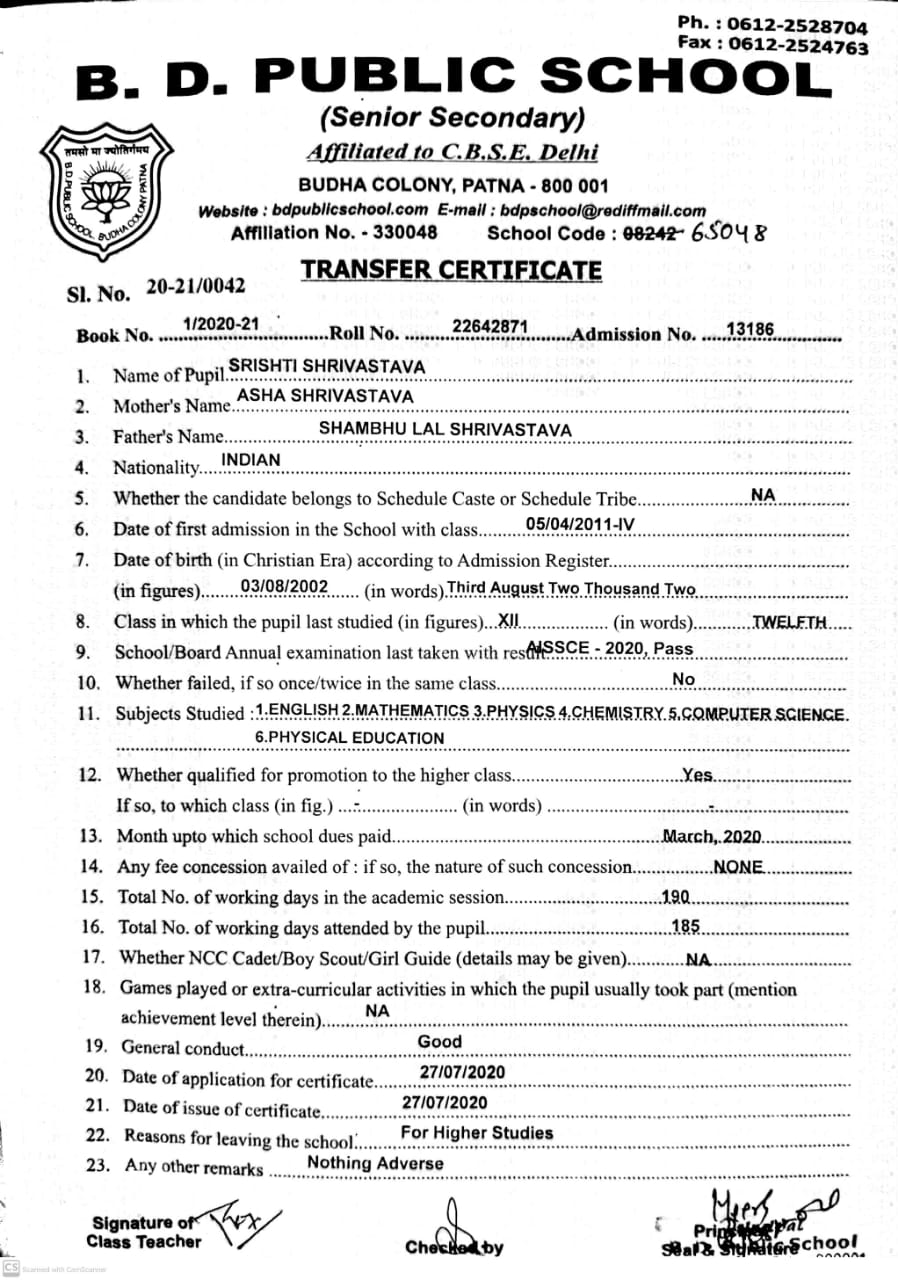 Ph. : 0612-2528704
Fax : 0612-2524763
B. D. PUBLIC SCHOOL
(Senior Secondary)
Affiliated to C.B.S.E. Delhi
BUDHA COLONY, PATNA - 800 001
Website : bdpublicschool.com E-mail : bdpschool@rediffmail.com
Affiliation No. - 330048 School Code : 08242 65048
तमसो मा ज्योतिर्गमय
B.D.PUBLIC SCHOOL BUDHA COLONY PATNA
TRANSFER CERTIFICATE
Sl. No. 20-21/0042
Book No. 1/2020-21 Roll No. 22642871 Admission No. 13186
1. Name of Pupil SRISHTI SHRIVASTAVA
2. Mother's Name ASHA SHRIVASTAVA
3. Father's Name SHAMBHU LAL SHRIVASTAVA
4. Nationality INDIAN
5. Whether the candidate belongs to Schedule Caste or Schedule Tribe NA
6. Date of first admission in the School with class 05/04/2011-IV
7. Date of birth (in Christian Era) according to Admission Register
(in figures) 03/08/2002 (in words) Third August Two Thousand Two
8. Class in which the pupil last studied (in figures) XII (in words) TWELFTH
9. School/Board Annual examination last taken with result AISSCE - 2020, Pass
10. Whether failed, if so once/twice in the same class No
11. Subjects Studied : 1.ENGLISH 2.MATHEMATICS 3.PHYSICS 4.CHEMISTRY 5.COMPUTER SCIENCE
6.PHYSICAL EDUCATION
12. Whether qualified for promotion to the higher class Yes
If so, to which class (in fig.) - (in words) -
13. Month upto which school dues paid March, 2020
14. Any fee concession availed of : if so, the nature of such concession NONE
15. Total No. of working days in the academic session 190
16. Total No. of working days attended by the pupil 185
17. Whether NCC Cadet/Boy Scout/Girl Guide (details may be given) NA
18. Games played or extra-curricular activities in which the pupil usually took part (mention
achievement level therein) NA
19. General conduct Good
20. Date of application for certificate 27/07/2020
21. Date of issue of certificate 27/07/2020
22. Reasons for leaving the school For Higher Studies
23. Any other remarks Nothing Adverse
Signature of
Class Teacher
Checked by
Principal
Seal & Signature
Public School
CS Scanned with CamScanner